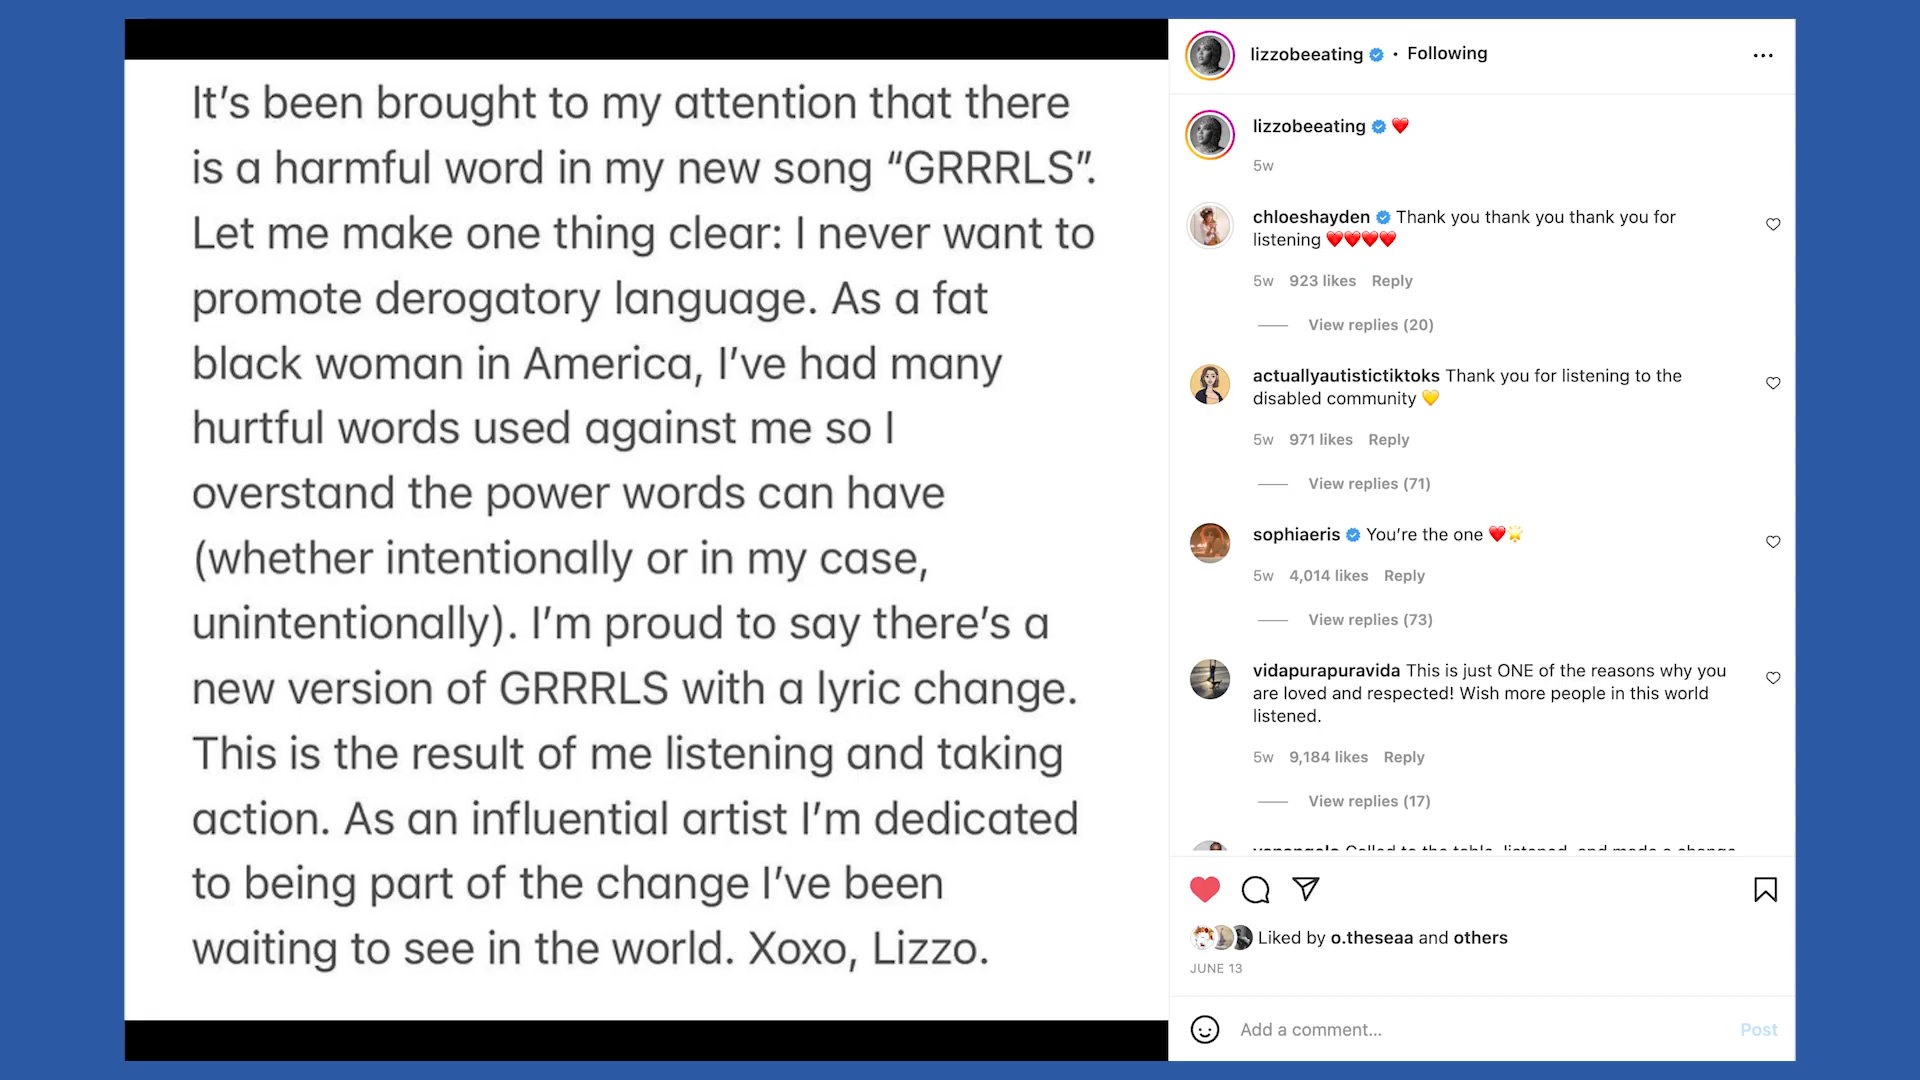 It's been brought to my attention that there
is a harmful word in my new song “GRRRLS”.
Let me make one thing clear: I never want to
promote derogatory language. As a fat
black woman in America, I've had many
hurtful words used against me so I
overstand the power words can have
(whether intentionally or in my case,
unintentionally). I'm proud to say there's a
new version of GRRRLS with a lyric change.
This is the result of me listening and taking
action. As an influential artist I'm dedicated
to being part of the change I've been
waiting to see in the world. Xoxo, Lizzo.
lizzobeeating • Following
lizzobeeating ❤️
5w
chloeshayden Thank you thank you thank you for
listening ❤️❤️❤️❤️
5w 923 likes Reply
View replies (20)
actuallyautistictiktoks Thank you for listening to the
disabled community 💛
5w 971 likes Reply
View replies (71)
sophiaeris You're the one ❤️🌟
5w 4,014 likes Reply
View replies (73)
vidapurapuravida This is just ONE of the reasons why you
are loved and respected! Wish more people in this world
listened.
5w 9,184 likes Reply
View replies (17)
Called to the table, listened, and made a change
Liked by o.theseaa and others
JUNE 13
Add a comment...
Post